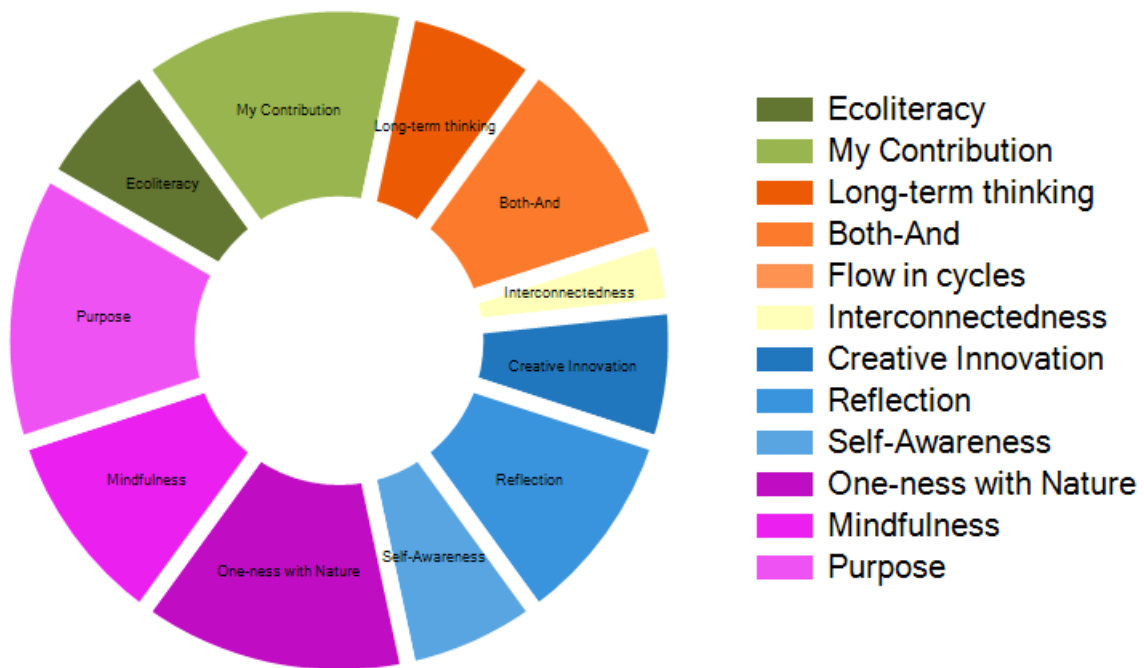 My Contribution
Long-term thinking
Ecoliteracy
Both-And
Interconnectedness
Purpose
Creative Innovation
Mindfulness
Reflection
Self-Awareness
One-ness with Nature
Ecoliteracy
My Contribution
Long-term thinking
Both-And
Flow in cycles
Interconnectedness
Creative Innovation
Reflection
Self-Awareness
One-ness with Nature
Mindfulness
Purpose